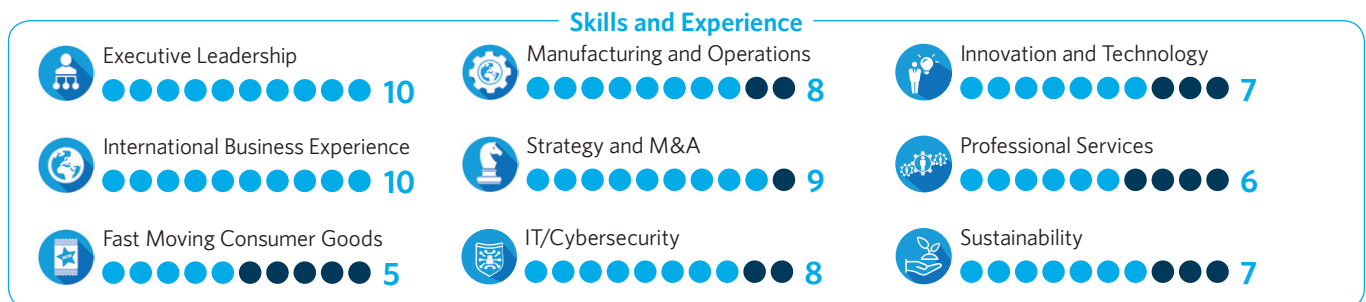 Skills and Experience
Executive Leadership
10
Manufacturing and Operations
8
Innovation and Technology
7
International Business Experience
10
Strategy and M&A
9
Professional Services
6
Fast Moving Consumer Goods
5
IT/Cybersecurity
8
Sustainability
7